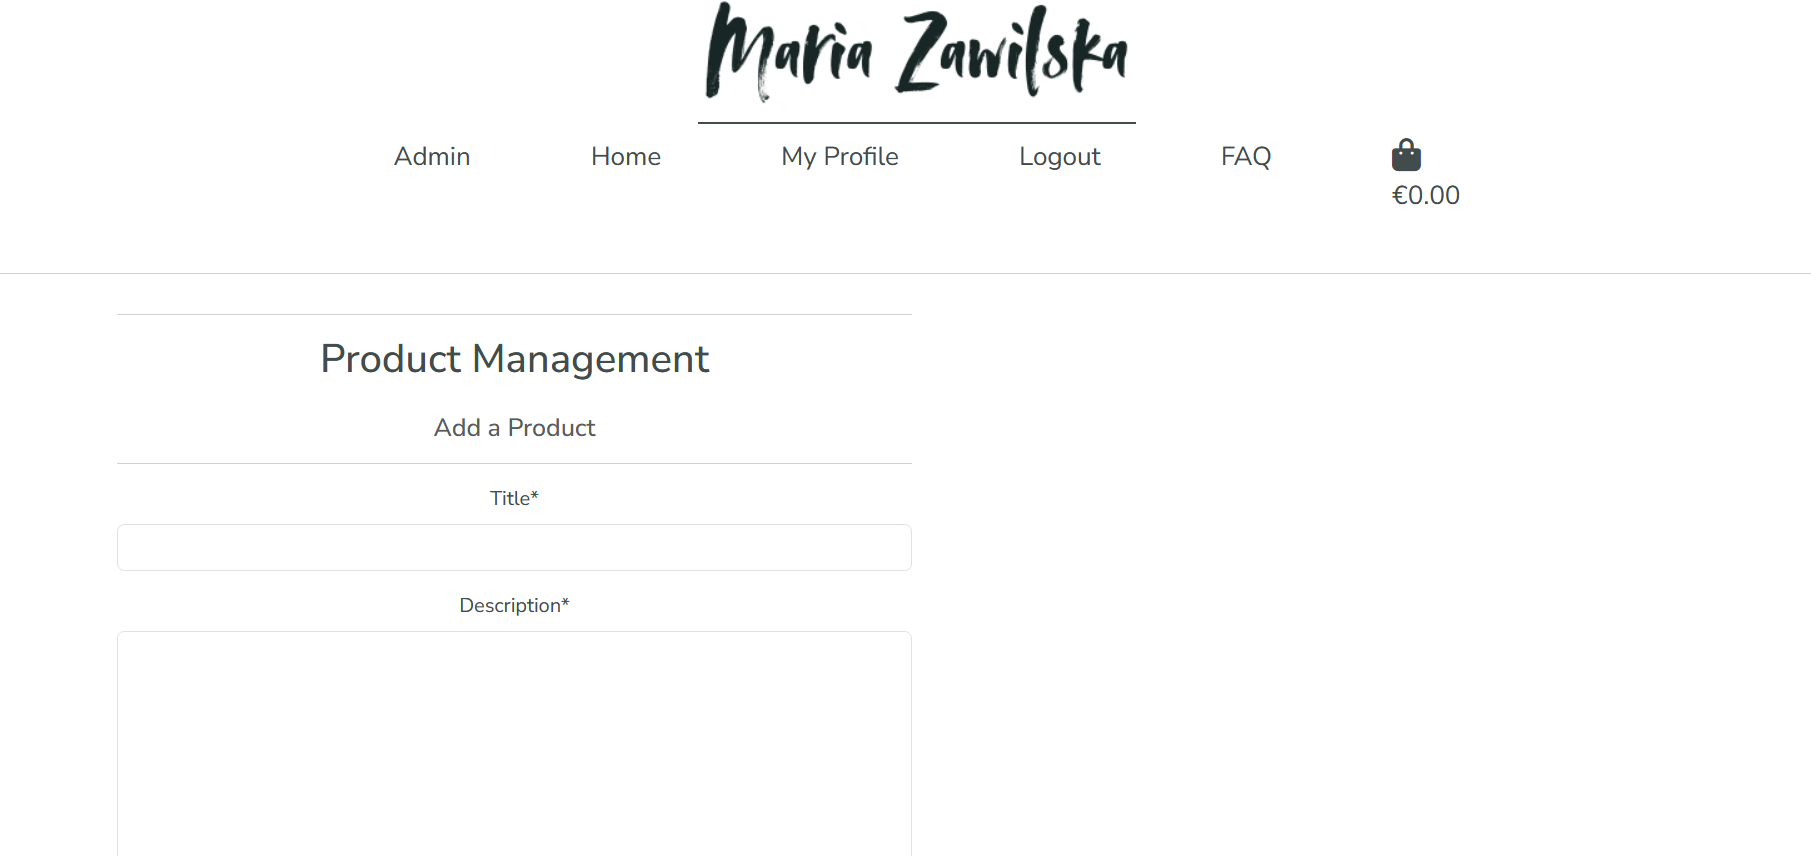 Maria Zawilska
Admin Home My Profile Logout FAQ
€0.00
Product Management
Add a Product
Title*
Description*